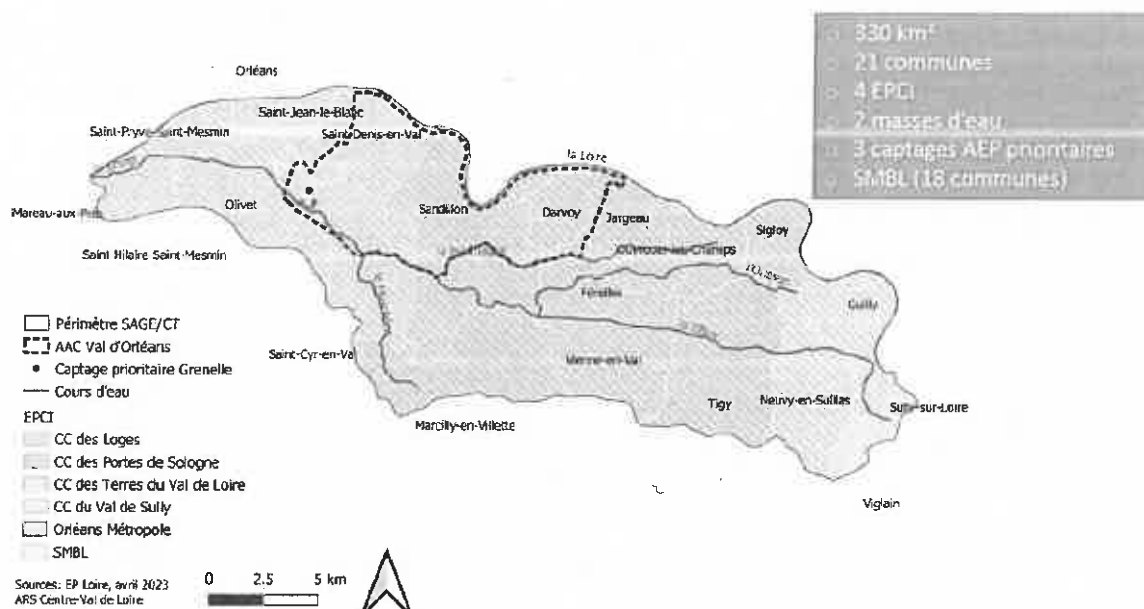 330 km²
21 communes
4 EPCI
2 masses d'eau
3 captages AEP prioritaires
SMBL (18 communes)
Orléans
Saint-Jean-le-Blanc
Saint-Pryvé-Saint-Mesmin
Saint-Denis-en-Val
la Loire
Olivet
Sandillon
Darvoy
Jargeau
Sigloy
Mareau-aux-Prés
Ouvrouer-les-Champs
Saint Hilaire Saint-Mesmin
Férolles
Guilly
Saint-Cyr-en-Val
Vienne-en-Val
Tigy
Neuvy-en-Sullias
Sully-sur-Loire
Marcilly-en-Villette
Viglain
Périmètre SAGE/CT
AAC Val d'Orléans
Captage prioritaire Grenelle
Cours d'eau
EPCI
CC des Loges
CC des Portes de Sologne
CC des Terres du Val de Loire
CC du Val de Sully
Orléans Métropole
SMBL
Sources: EP Loire, avril 2023
ARS Centre-Val de Loire
0 2.5 5 km